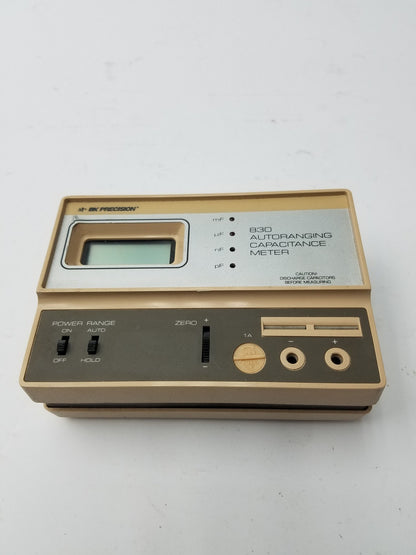 BK PRECISION™
mF
µF
nF
pF
830
AUTORANGING
CAPACITANCE
METER
CAUTION:
DISCHARGE CAPACITORS
BEFORE MEASURING
POWER RANGE
ON AUTO
OFF HOLD
ZERO + −
1A
− +